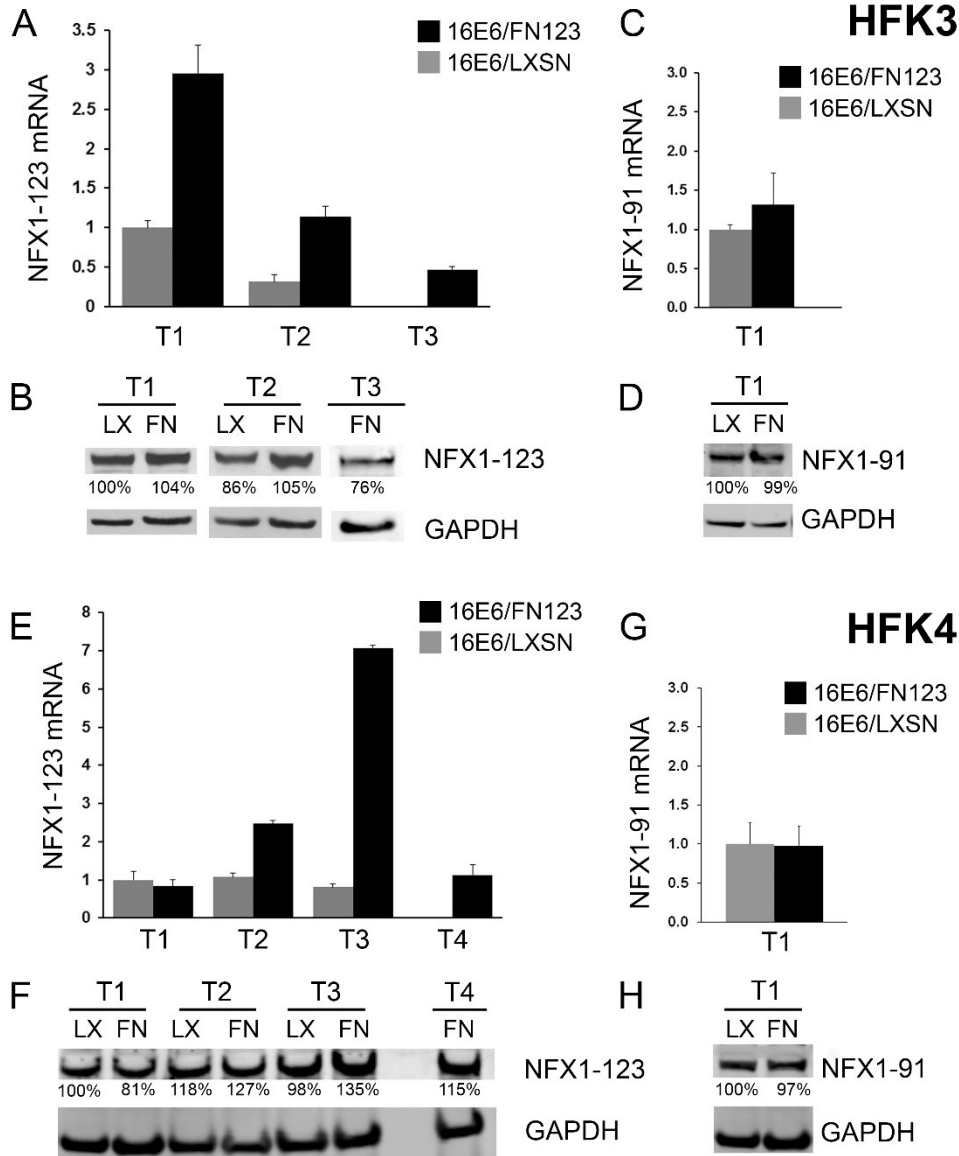 A
NFX1-123 mRNA
3.5
3
2.5
2
1.5
1
0.5
0
16E6/FN123
16E6/LXSN
T1 T2 T3
C
HFK3
NFX1-91 mRNA
3.0
2.5
2.0
1.5
1.0
0.5
0.0
16E6/FN123
16E6/LXSN
T1
B
T1 T2 T3
LX FN LX FN FN
NFX1-123
100% 104% 86% 105% 76%
GAPDH
D
T1
LX FN
NFX1-91
100% 99%
GAPDH
E
NFX1-123 mRNA
8
7
6
5
4
3
2
1
0
16E6/FN123
16E6/LXSN
T1 T2 T3 T4
G
HFK4
NFX1-91 mRNA
3.0
2.5
2.0
1.5
1.0
0.5
0.0
16E6/FN123
16E6/LXSN
T1
F
T1 T2 T3 T4
LX FN LX FN LX FN FN
NFX1-123
100% 81% 118% 127% 98% 135% 115%
GAPDH
H
T1
LX FN
NFX1-91
100% 97%
GAPDH